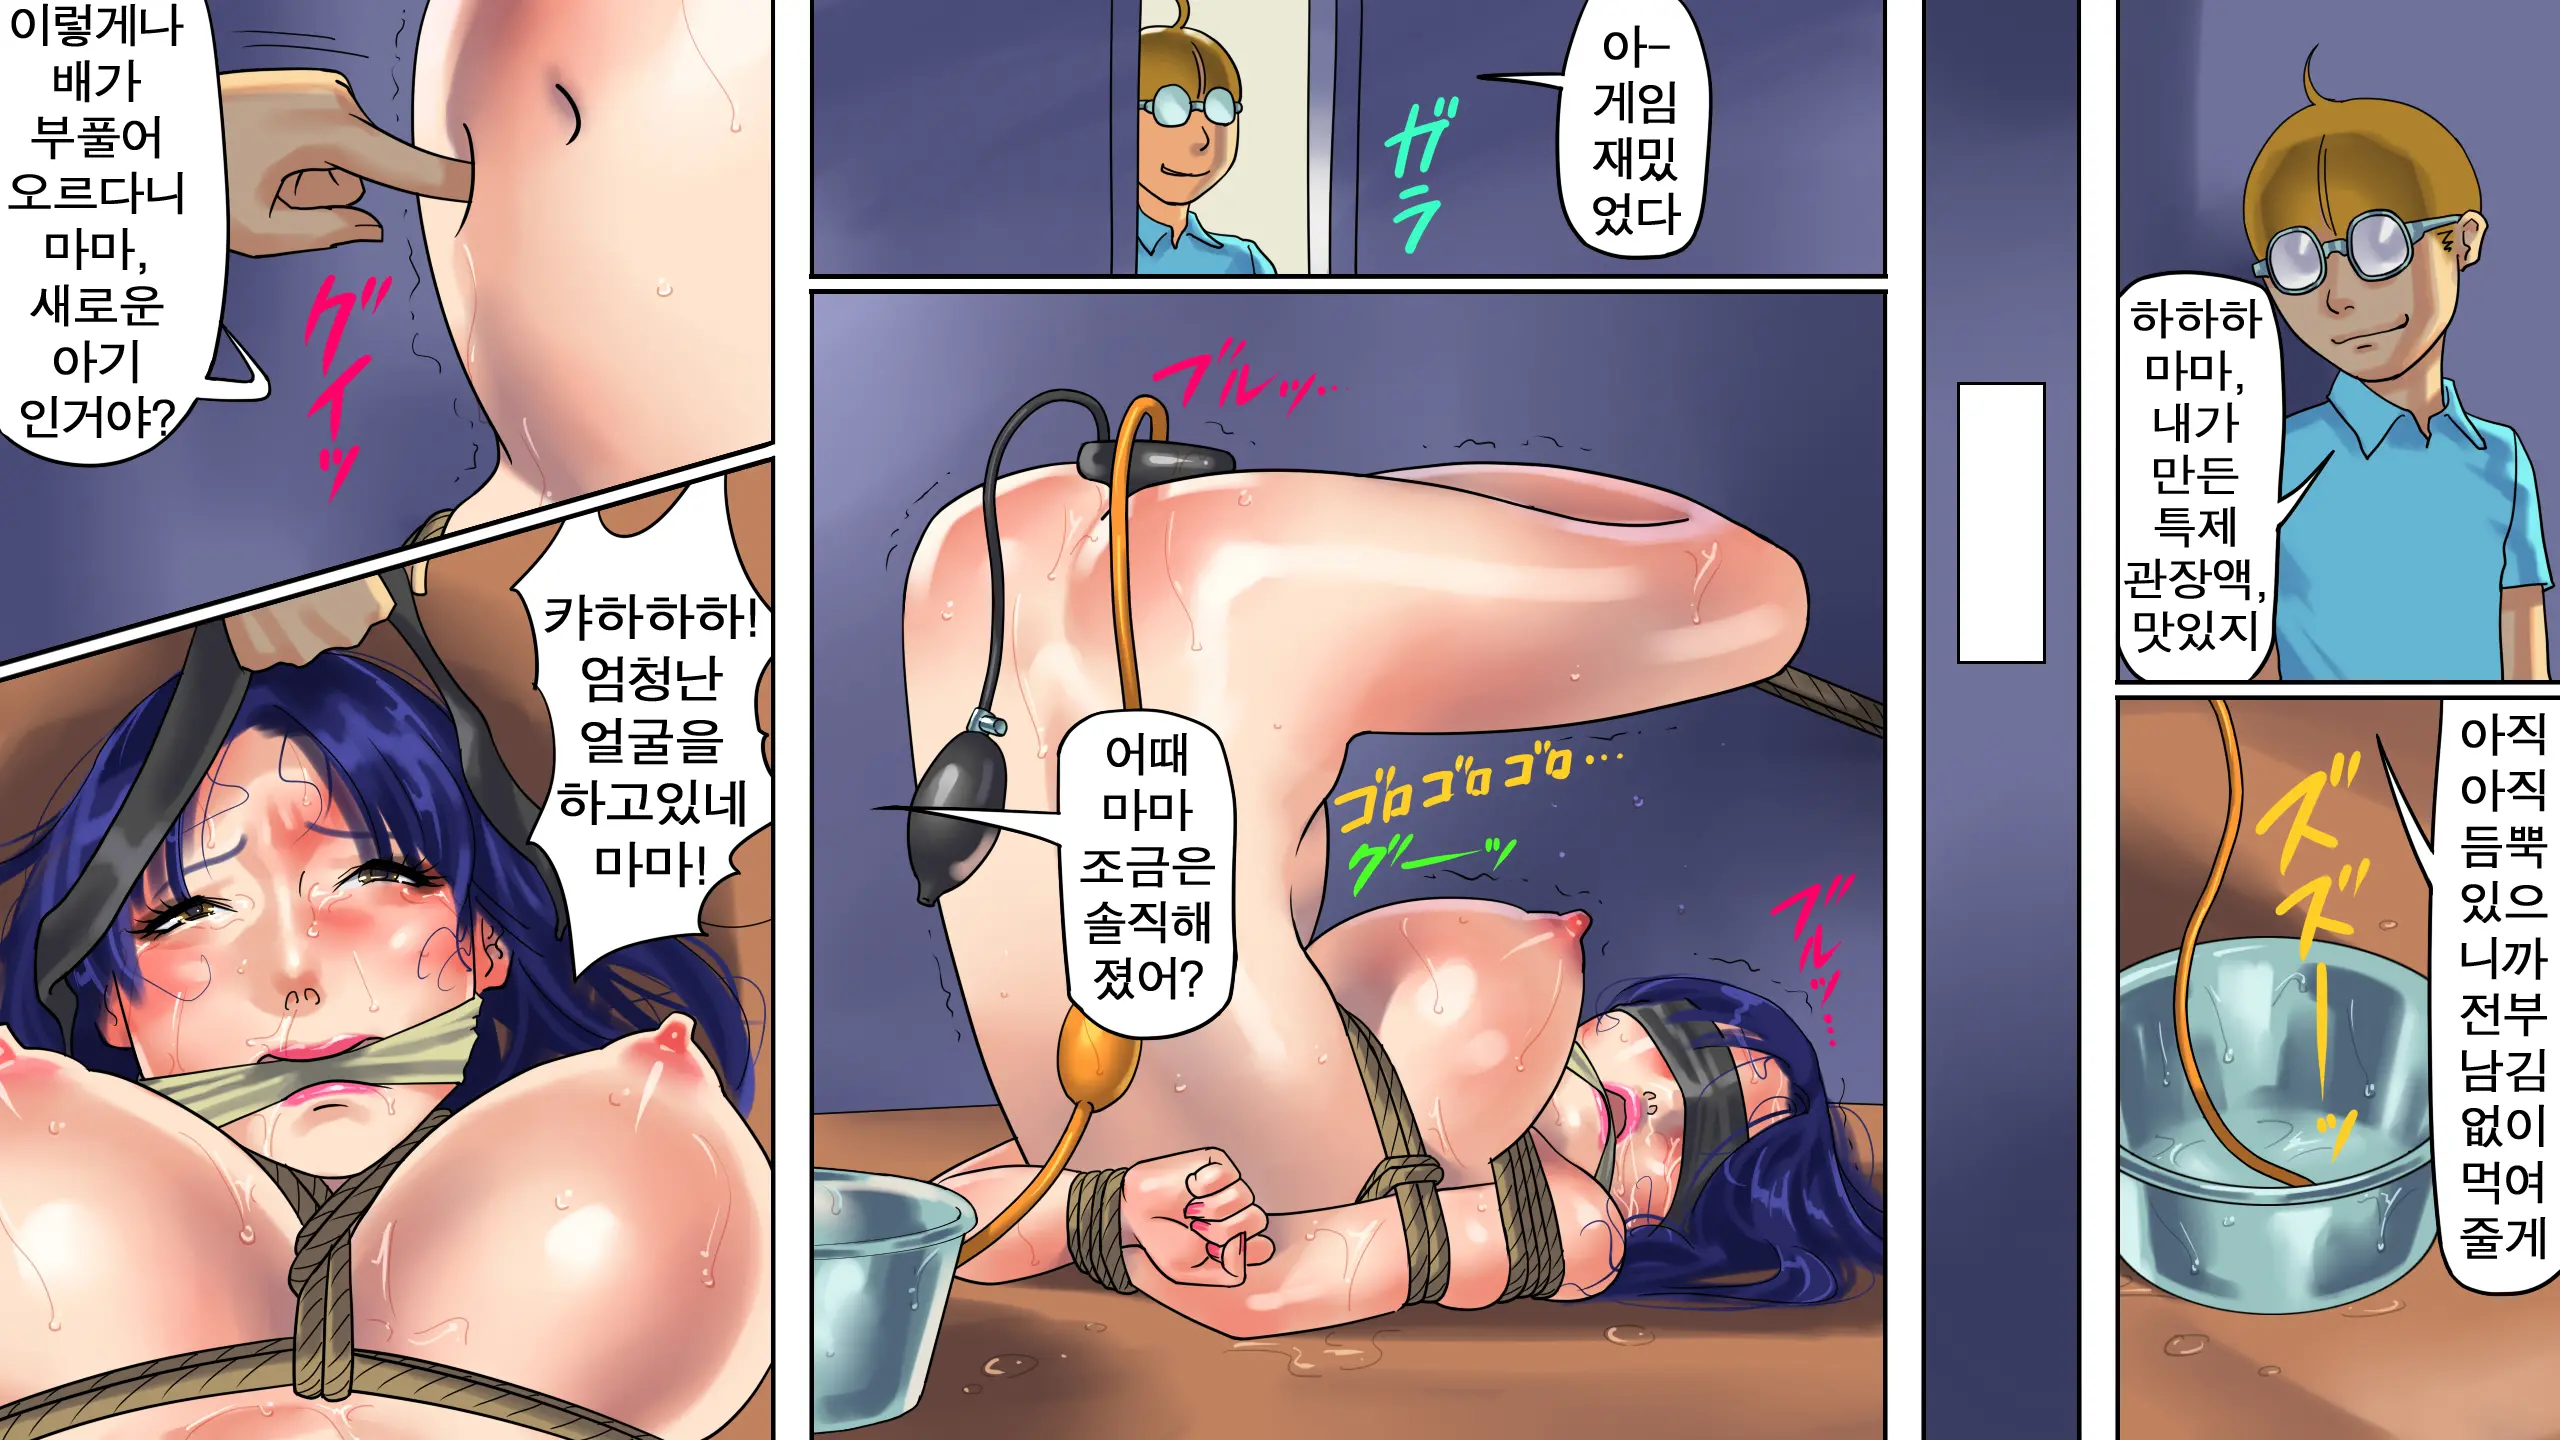 하하하
마마,
내가
만든
특제
관장액,
맛있지
아직
아직
듬뿍
있으
니까
전부
남김
없이
먹여
줄게
ズズーッ
아-
게임
재밌
었다
ガラ
ブルッ…
어때
마마
조금은
솔직해
졌어?
ゴロゴロゴロ…
グーッ
ブルッ…
이렇게나
배가
부풀어
오르다니
마마,
새로운
아기
인거야?
グイッ
캬하하하!
엄청난
얼굴을
하고있네
마마!